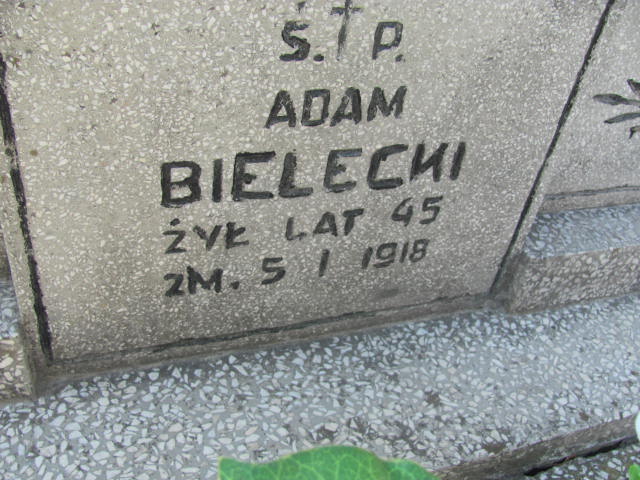 Ś. † P.
ADAM
BIELECKI
ŻYŁ LAT 45
ZM. 5 I 1918